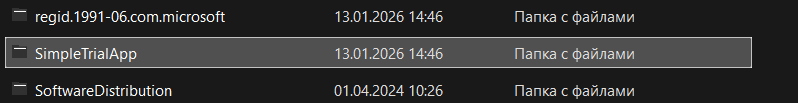 regid.1991-06.com.microsoft 13.01.2026 14:46 Папка с файлами
SimpleTrialApp 13.01.2026 14:46 Папка с файлами
SoftwareDistribution 01.04.2024 10:26 Папка с файлами